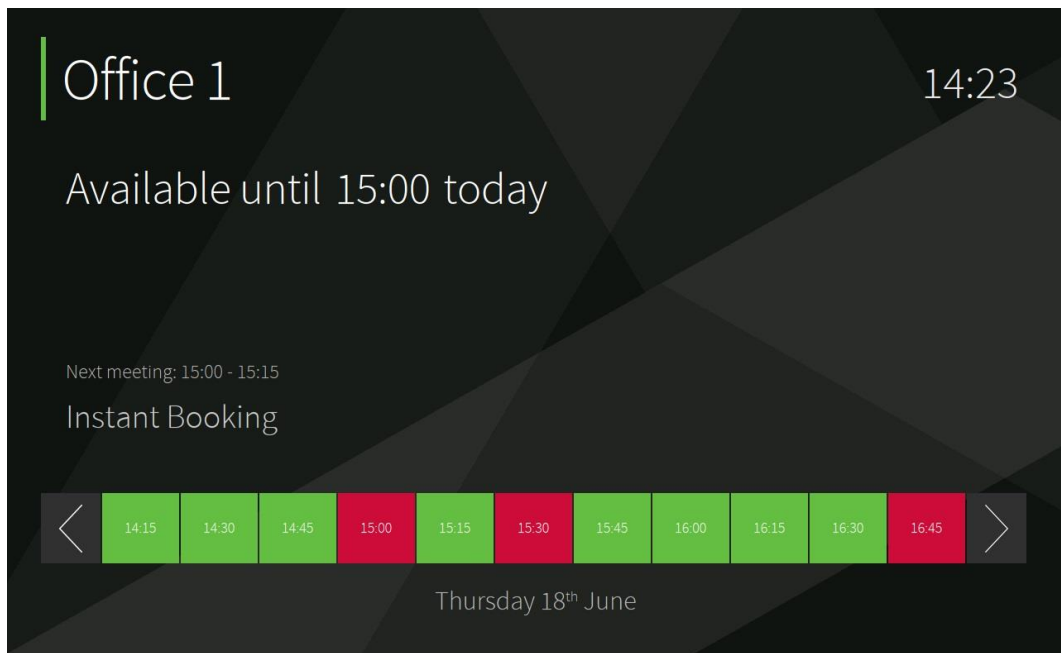 Office 1
14:23
Available until 15:00 today
Next meeting: 15:00 - 15:15
Instant Booking
14:15 14:30 14:45 15:00 15:15 15:30 15:45 16:00 16:15 16:30 16:45
Thursday 18th June